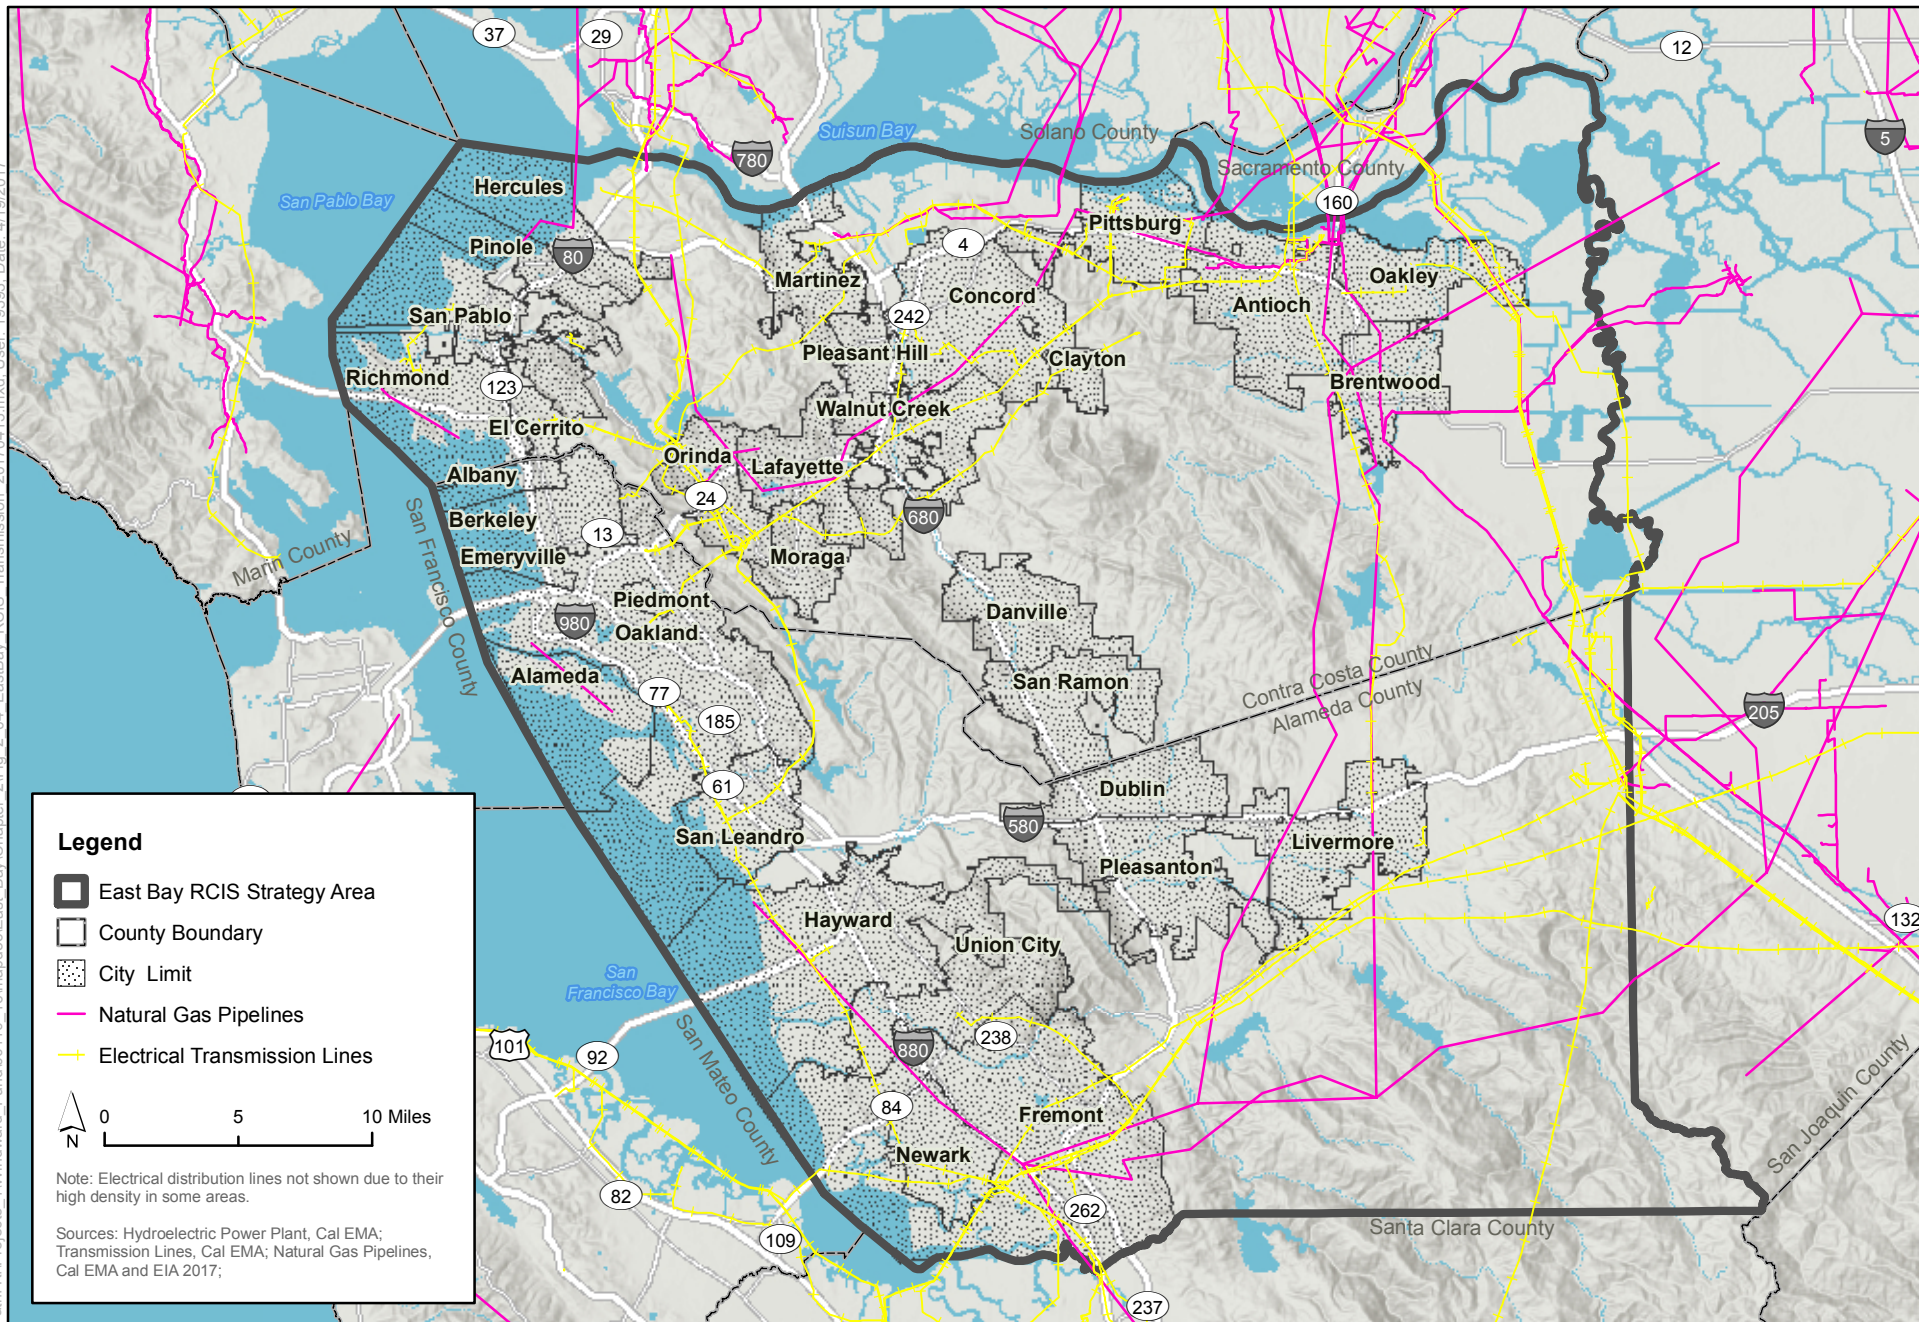 37
29
12
5
780
Suisun Bay
Solano County
Sacramento County
160
San Pablo Bay
Hercules
Pinole
80
4
Pittsburg
Martinez
Concord
Oakley
Antioch
San Pablo
242
Pleasant Hill
Clayton
Richmond
123
Brentwood
Walnut Creek
El Cerrito
Orinda
Lafayette
Albany
24
680
Berkeley
13
Emeryville
Moraga
Marin County
San Francisco County
Piedmont
980
Oakland
Danville
Alameda
77
San Ramon
Contra Costa County
Alameda County
185
205
61
Dublin
580
San Leandro
Livermore
Pleasanton
Hayward
Union City
132
San
Francisco Bay
San Mateo County
101
92
880
238
84
Fremont
Newark
San Joaquin County
82
262
109
Santa Clara County
237
Legend
East Bay RCIS Strategy Area
County Boundary
City Limit
Natural Gas Pipelines
Electrical Transmission Lines
N
0 5 10 Miles
Note: Electrical distribution lines not shown due to their
high density in some areas.
Sources: Hydroelectric Power Plant, Cal EMA;
Transmission Lines, Cal EMA; Natural Gas Pipelines,
Cal EMA and EIA 2017;